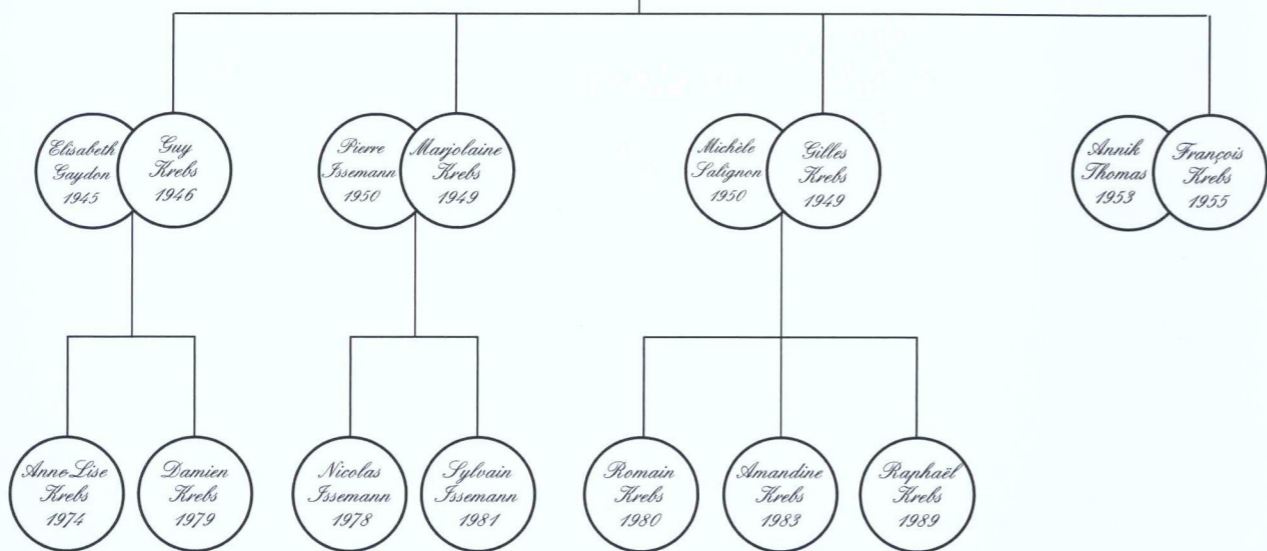 Elisabeth
Gaydon
1945
Guy
Krebs
1946
Pierre
Issemann
1950
Marjolaine
Krebs
1949
Michèle
Salignon
1950
Gilles
Krebs
1949
Annik
Thomas
1953
François
Krebs
1955
Anne-Lise
Krebs
1974
Damien
Krebs
1979
Nicolas
Issemann
1978
Sylvain
Issemann
1981
Romain
Krebs
1980
Amandine
Krebs
1983
Raphaël
Krebs
1989